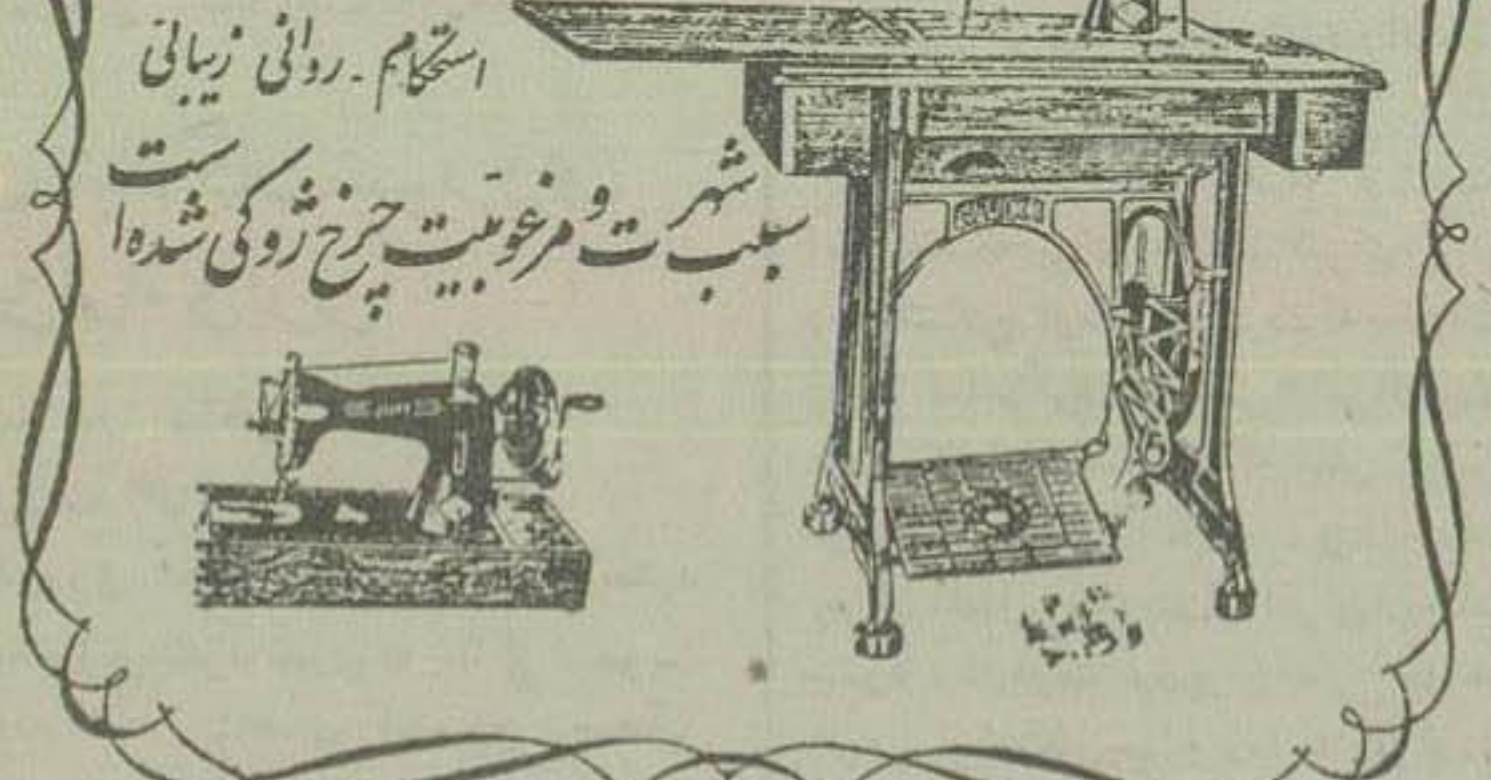 استحکام - روانی زیبائی
سبب شهرت و مرغوبیت چرخ ژوکی شده است